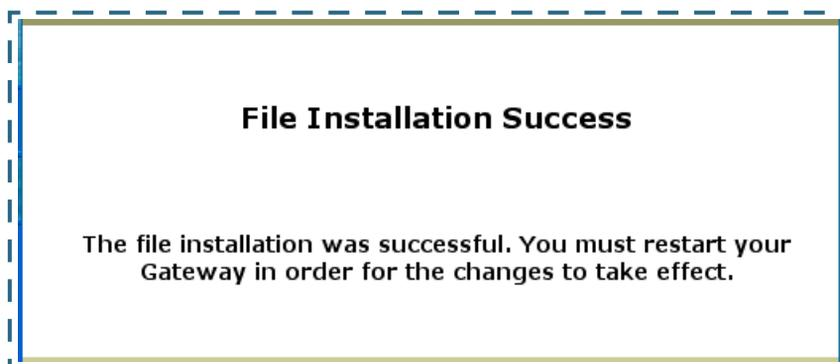 File Installation Success
The file installation was successful. You must restart your
Gateway in order for the changes to take effect.